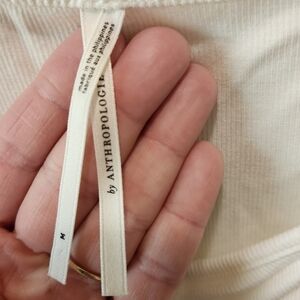 made in the philippines
fabriqué aux philippines
M
by ANTHROPOLOGIE